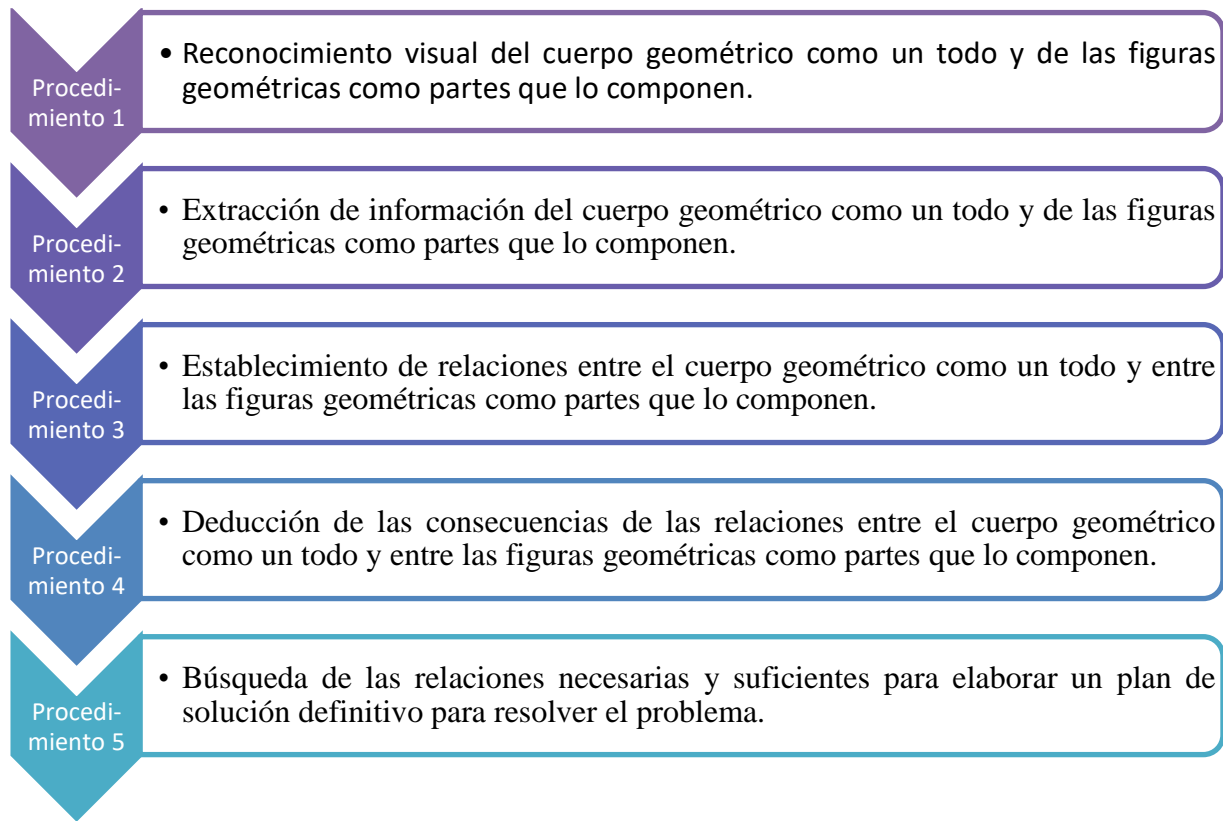 Procedi-
miento 1
• Reconocimiento visual del cuerpo geométrico como un todo y de las figuras
geométricas como partes que lo componen.
Procedi-
miento 2
• Extracción de información del cuerpo geométrico como un todo y de las figuras
geométricas como partes que lo componen.
Procedi-
miento 3
• Establecimiento de relaciones entre el cuerpo geométrico como un todo y entre
las figuras geométricas como partes que lo componen.
Procedi-
miento 4
• Deducción de las consecuencias de las relaciones entre el cuerpo geométrico
como un todo y entre las figuras geométricas como partes que lo componen.
Procedi-
miento 5
• Búsqueda de las relaciones necesarias y suficientes para elaborar un plan de
solución definitivo para resolver el problema.